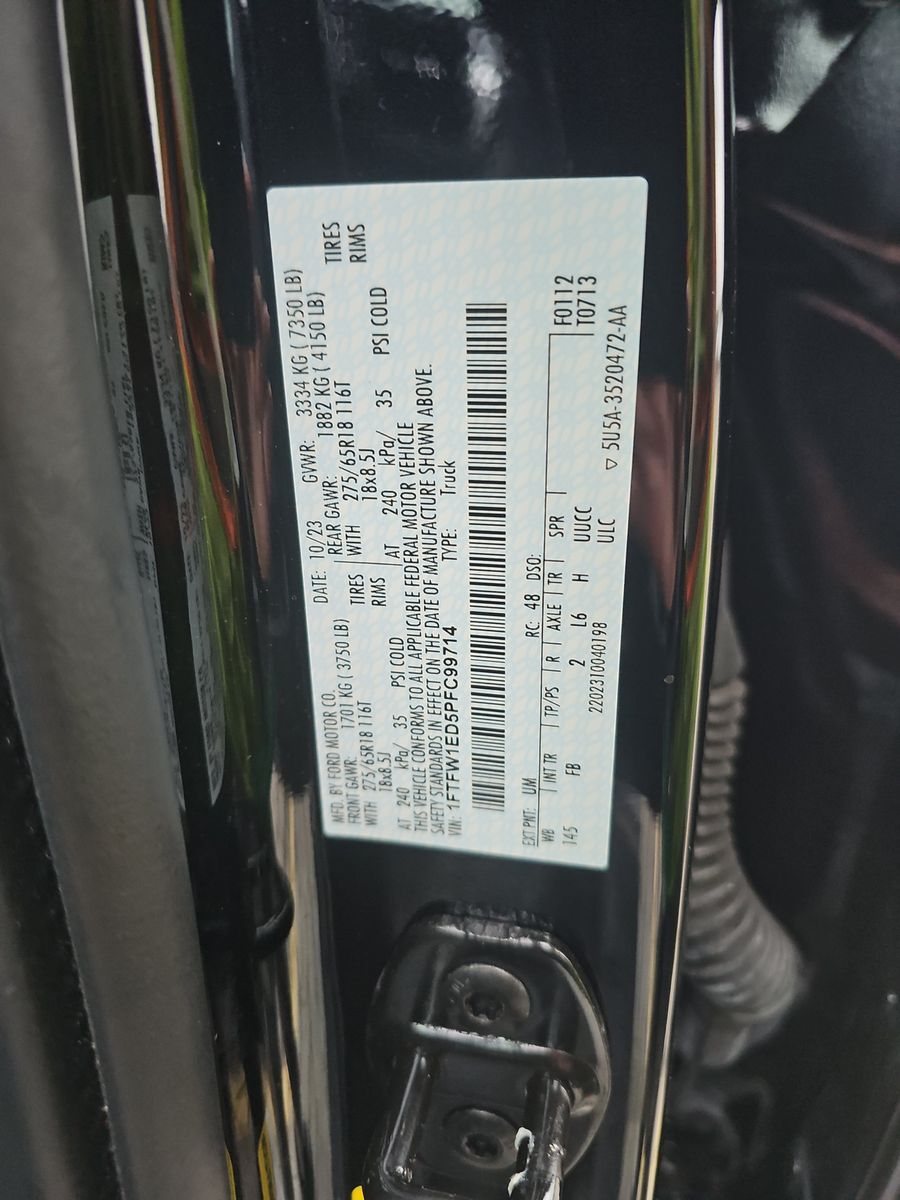 MFD. BY FORD MOTOR CO.
DATE: 10/23 GVWR: 3334 KG ( 7350 LB)
FRONT GAWR: 1701 KG (3750 LB) REAR GAWR: 1882 KG ( 4150 LB)
WITH 275/65R18 116T TIRES WITH 275/65R18 116T TIRES
18x8.5J RIMS 18x8.5J RIMS
AT 240 kPa/ 35 PSI COLD AT 240 kPa/ 35 PSI COLD
THIS VEHICLE CONFORMS TO ALL APPLICABLE FEDERAL MOTOR VEHICLE
SAFETY STANDARDS IN EFFECT ON THE DATE OF MANUFACTURE SHOWN ABOVE.
VIN: 1FTFW1ED5PFC99714 TYPE: Truck
EXT PNT: UM RC: 48 DSO:
WB INT TR TP/PS R AXLE TR SPR F0112
T0713
145 FB 2 L6 H UUCC
ULC
220231004019B ▽ 5U5A-3520472-AA